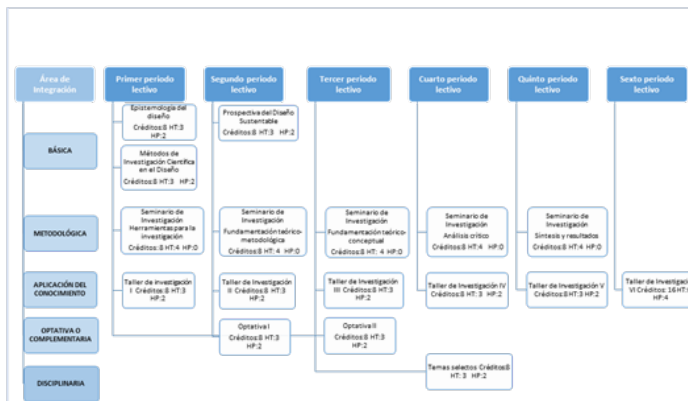 Área de
Integración
Primer periodo
lectivo
Segundo periodo
lectivo
Tercer periodo
lectivo
Cuarto periodo
lectivo
Quinto periodo
lectivo
Sexto periodo
lectivo
BÁSICA
Epistemología del
diseño
Créditos:8 HT:3
HP:2
Prospectiva del Diseño
Sustentable
Créditos:8 HT:3 HP:2
Métodos de
Investigación Científica
en el Diseño
Créditos:8 HT:3 HP:2
METODOLÓGICA
Seminario de
Investigación
Herramientas para la
investigación
Créditos:8 HT:4 HP:0
Seminario de
Investigación
Fundamentación teórico-
metodológica
Créditos:8 HT:4 HP:0
Seminario de
Investigación
Fundamentación teórico-
conceptual
Créditos:8 HT: 4 HP:0
Seminario de
Investigación
Análisis crítico
Créditos:8 HT:4 HP:0
Seminario de
Investigación
Síntesis y resultados
Créditos:8 HT:4 HP:0
APLICACIÓN DEL
CONOCIMIENTO
Taller de investigación
I Créditos:8 HT:3
HP:2
Taller de Investigación
II Créditos:8 HT:3
HP:2
Taller de Investigación
III Créditos:8 HT:3
HP:2
Taller de Investigación IV
Créditos:8 HT:3 HP:2
Taller de Investigación V
Créditos:8 HT:3 HP:2
Taller de
VI Créditos: 16
HP:4
OPTATIVA O
COMPLEMENTARIA
Optativa I
Créditos:8 HT:3
HP:2
Optativa II
Créditos:8 HT:3
HP:2
DISCIPLINARIA
Temas selectos Créditos:8
HT: 3 HP:2